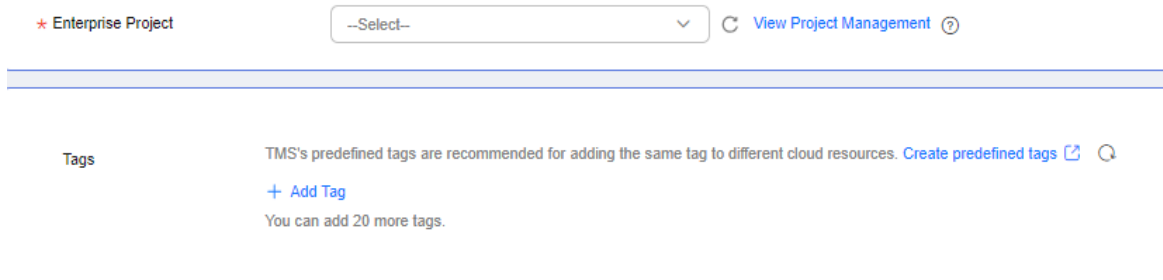 * Enterprise Project --Select-- View Project Management ?
Tags TMS's predefined tags are recommended for adding the same tag to different cloud resources. Create predefined tags
+ Add Tag
You can add 20 more tags.